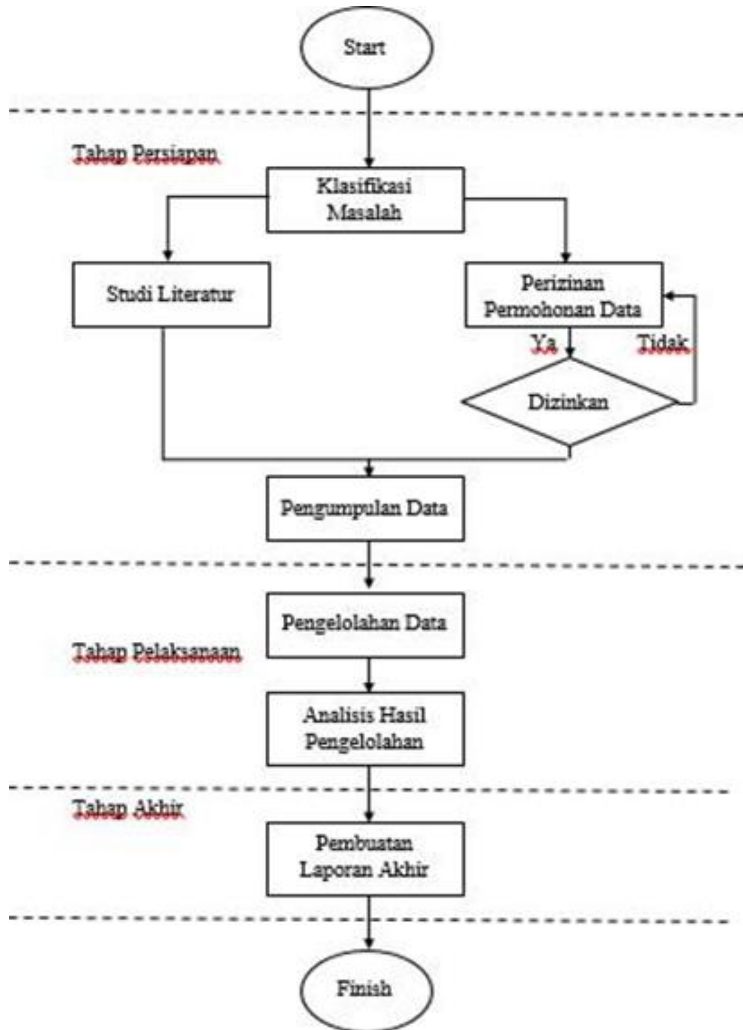 Start
Tahap Persiapan
Klasifikasi
Masalah
Studi Literatur
Perizinan
Permohonan Data
Ya
Tidak
Dizinkan
Pengumpulan Data
Pengelolahan Data
Tahap Pelaksanaan
Analisis Hasil
Pengelolahan
Tahap Akhir
Pembuatan
Laporan Akhir
Finish